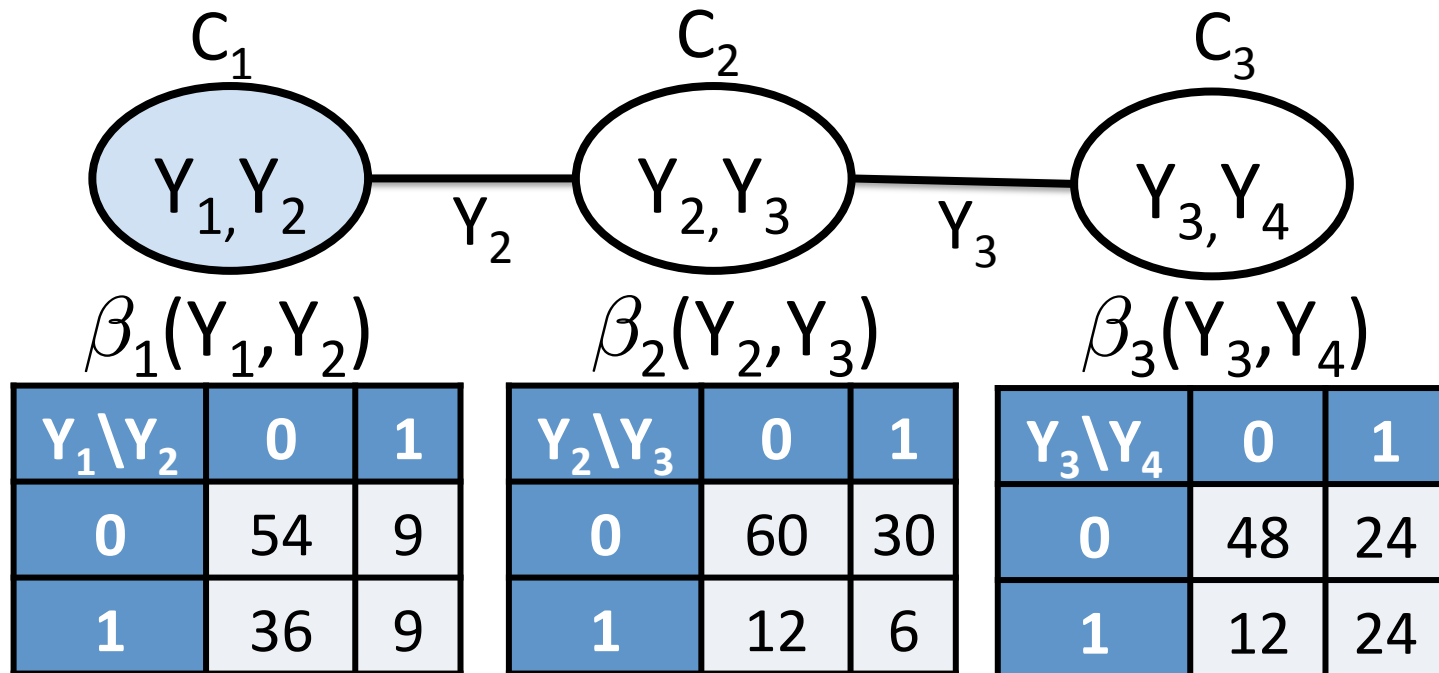 C₁ C₂ C₃
Y₁, Y₂ Y₂, Y₃ Y₃, Y₄
Y₂ Y₃
β₁(Y₁,Y₂) β₂(Y₂,Y₃) β₃(Y₃,Y₄)
Y₁\Y₂ 0 1 Y₂\Y₃ 0 1 Y₃\Y₄ 0 1
0 54 9 0 60 30 0 48 24
1 36 9 1 12 6 1 12 24